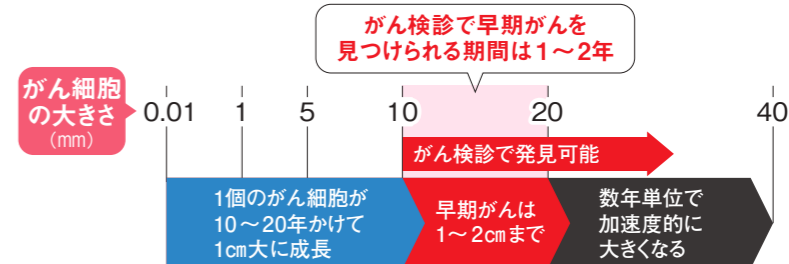 がん検診で早期がんを
見つけられる期間は1〜2年
がん細胞
の大きさ
（mm）
0.01 1 5 10 20 40
がん検診で発見可能
1個のがん細胞が
10〜20年かけて
1cm大に成長
早期がんは
1〜2cmまで
数年単位で
加速度的に
大きくなる